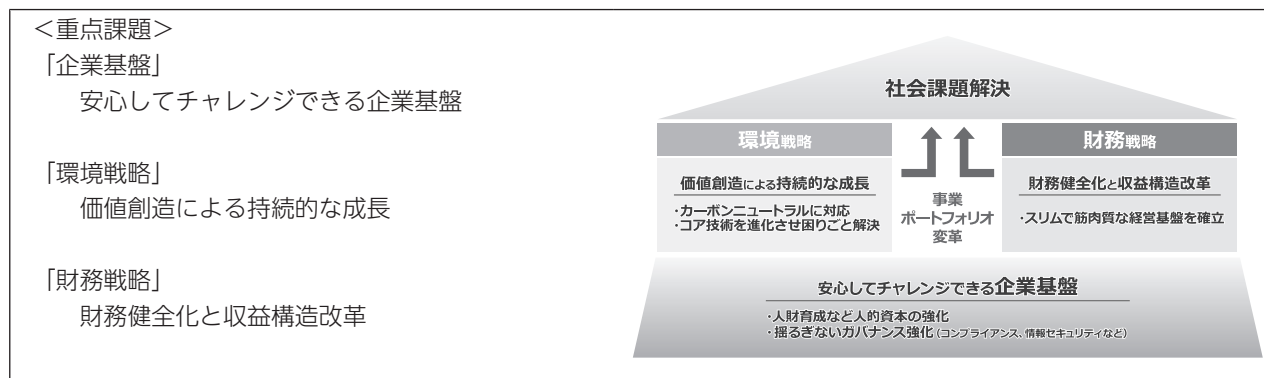 ＜重点課題＞
「企業基盤」
安心してチャレンジできる企業基盤
「環境戦略」
価値創造による持続的な成長
「財務戦略」
財務健全化と収益構造改革
社会課題解決
環境戦略
価値創造による持続的な成長
・カーボンニュートラルに対応
・コア技術を進化させ困りごと解決
事業
ポートフォリオ
変革
財務戦略
財務健全化と収益構造改革
・スリムで筋肉質な経営基盤を確立
安心してチャレンジできる企業基盤
・人財育成など人的資本の強化
・揺るぎないガバナンス強化（コンプライアンス、情報セキュリティなど）